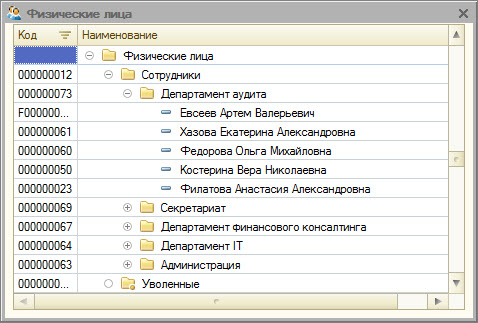 Физические лица
Код Наименование
Физические лица
000000012 Сотрудники
000000073 Департамент аудита
F000000... Евсеев Артем Валерьевич
000000061 Хазова Екатерина Александровна
000000060 Федорова Ольга Михайловна
000000050 Костерина Вера Николаевна
000000023 Филатова Анастасия Александровна
000000069 Секретариат
000000067 Департамент финансового консалтинга
000000064 Департамент IT
000000063 Администрация
0000000... Уволенные